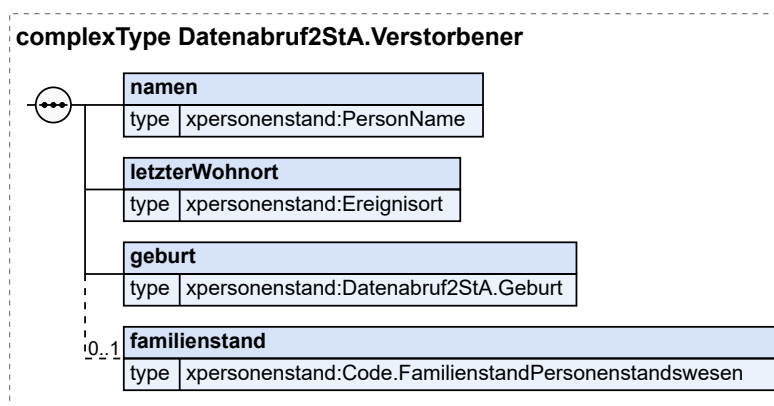 complexType Datenabruf2StA.Verstorbener
namen
type xpersonenstand:PersonName
letzterWohnort
type xpersonenstand:Ereignisort
geburt
type xpersonenstand:Datenabruf2StA.Geburt
0..1 familienstand
type xpersonenstand:Code.FamilienstandPersonenstandswesen